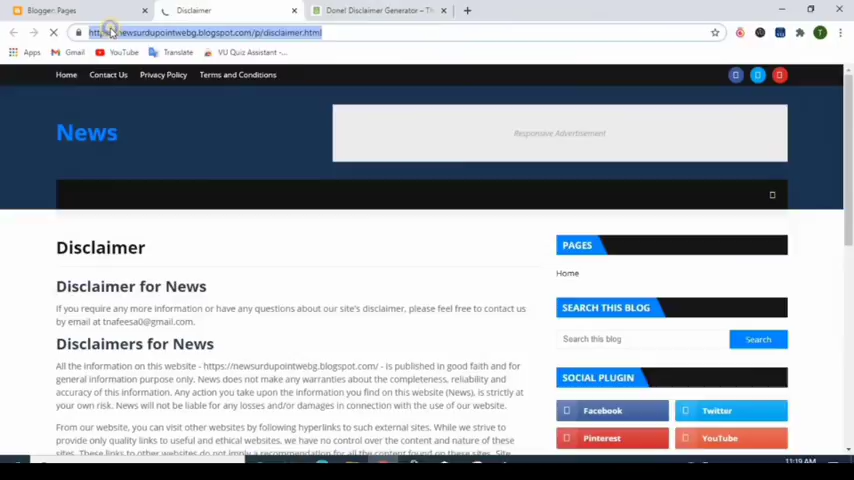 Blogger: Pages
Disclaimer
Done! Disclaimer Generator – Th
newsurdupointwebg.blogspot.com/p/disclaimer.html
Apps Gmail YouTube Translate VU Quiz Assistant -...
T
Home Contact Us Privacy Policy Terms and Conditions
News
Responsive Advertisement
Disclaimer
Disclaimer for News
If you require any more information or have any questions about our site's disclaimer, please feel free to contact us
by email at tnafeesa0@gmail.com.
Disclaimers for News
All the information on this website - https://newsurdupointwebg.blogspot.com/ - is published in good faith and for
general information purpose only. News does not make any warranties about the completeness, reliability and
accuracy of this information. Any action you take upon the information you find on this website (News), is strictly at
your own risk. News will not be liable for any losses and/or damages in connection with the use of our website.
From our website, you can visit other websites by following hyperlinks to such external sites. While we strive to
provide only quality links to useful and ethical websites, we have no control over the content and nature of these
sites. These links to other websites do not imply a recommendation for all the content found on these sites. Site
PAGES
Home
SEARCH THIS BLOG
Search this blog
Search
SOCIAL PLUGIN
Facebook Twitter
Pinterest YouTube
11:19 AM